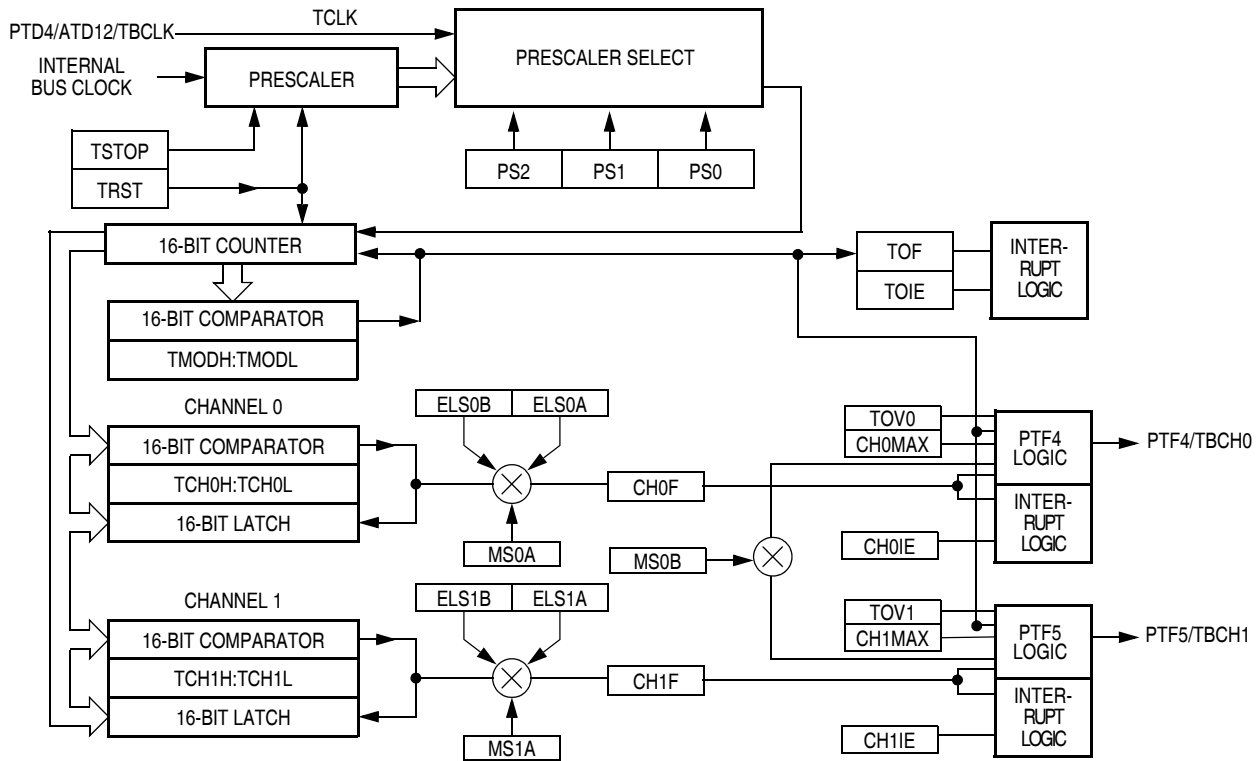 TCLK
PTD4/ATD12/TBCLK
PRESCALER SELECT
INTERNAL
BUS CLOCK
PRESCALER
TSTOP
TRST
PS2
PS1
PS0
16-BIT COUNTER
TOF
TOIE
INTER-
RUPT
LOGIC
16-BIT COMPARATOR
TMODH:TMODL
CHANNEL 0
ELS0B
ELS0A
TOV0
CH0MAX
PTF4
LOGIC
PTF4/TBCH0
16-BIT COMPARATOR
TCH0H:TCH0L
16-BIT LATCH
CH0F
INTER-
RUPT
LOGIC
MS0A
MS0B
CH0IE
CHANNEL 1
ELS1B
ELS1A
TOV1
CH1MAX
PTF5
LOGIC
PTF5/TBCH1
16-BIT COMPARATOR
TCH1H:TCH1L
16-BIT LATCH
CH1F
INTER-
RUPT
LOGIC
MS1A
CH1IE